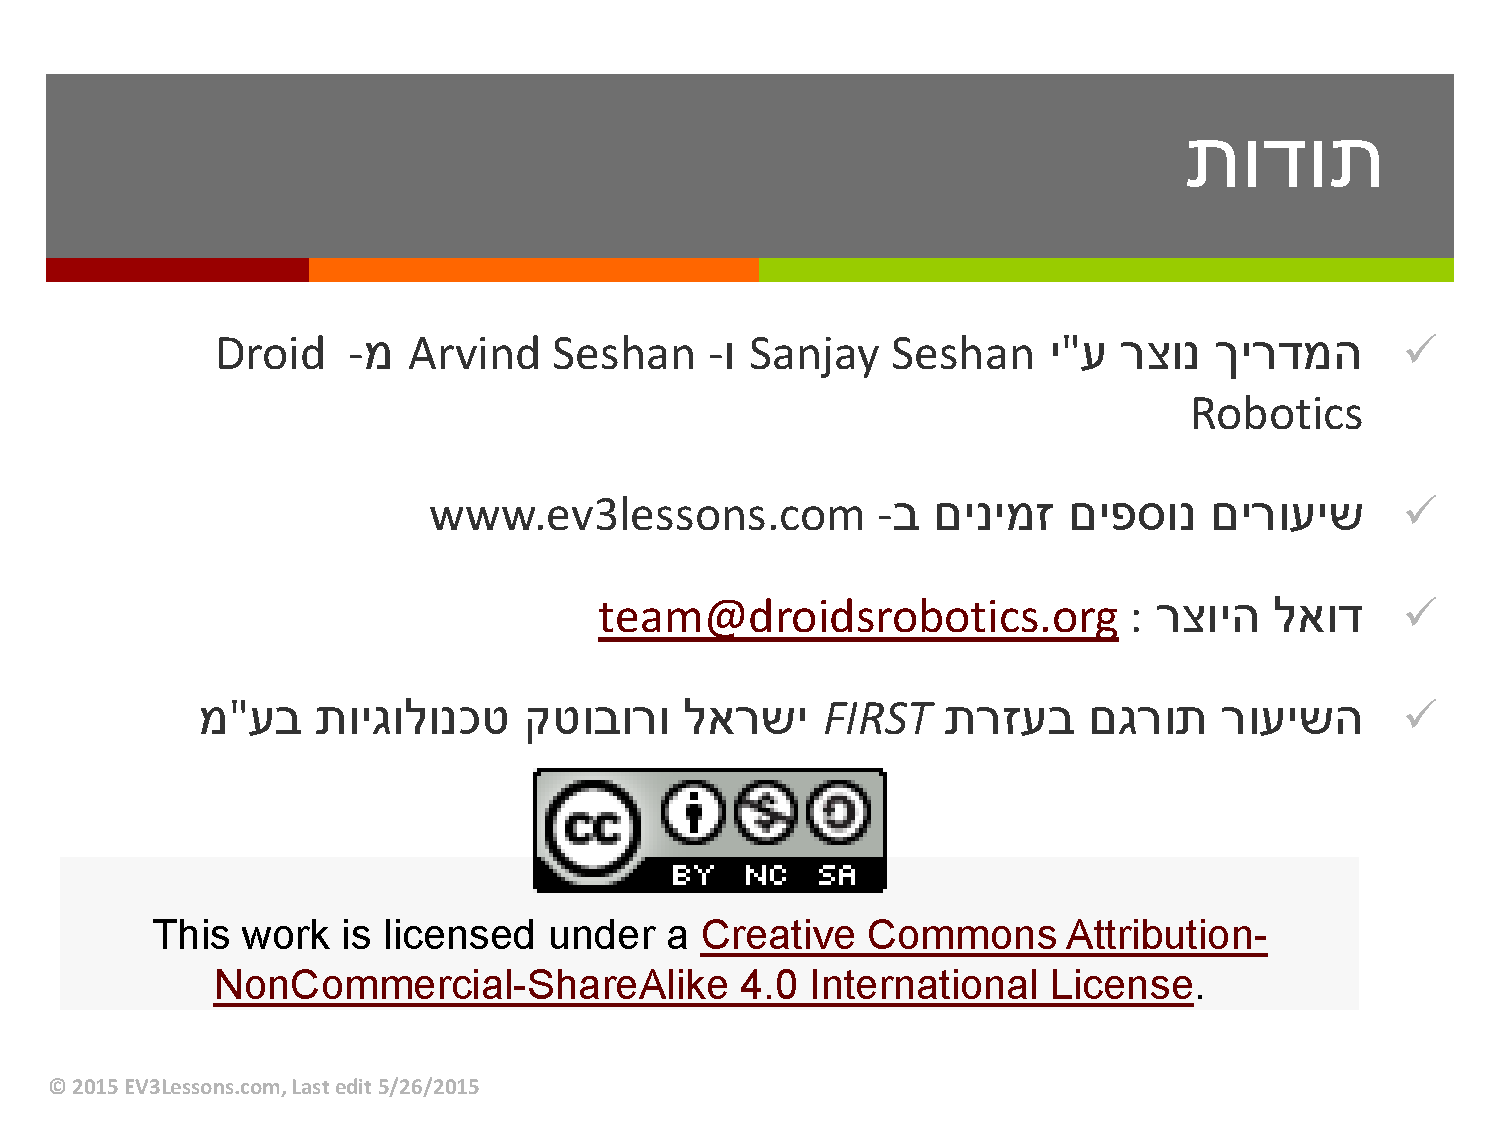 תודות
המדריך נוצר ע"י Sanjay Seshan ו- Arvind Seshan מ- Droid
Robotics
שיעורים נוספים זמינים ב- www.ev3lessons.com
דואל היוצר : team@droidsrobotics.org
השיעור תורגם בעזרת FIRST ישראל ורובוטק טכנולוגיות בע"מ
cc BY NC SA
This work is licensed under a Creative Commons Attribution-
NonCommercial-ShareAlike 4.0 International License.
© 2015 EV3Lessons.com, Last edit 5/26/2015